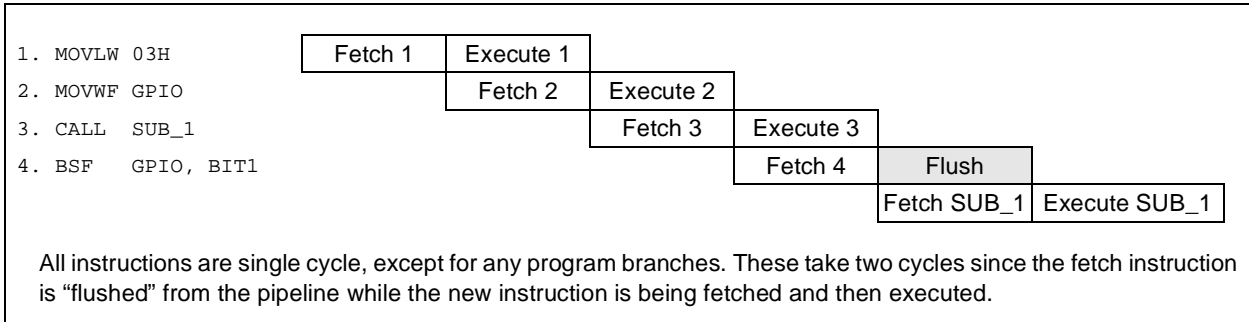 1. MOVLW 03H Fetch 1 Execute 1
2. MOVWF GPIO Fetch 2 Execute 2
3. CALL SUB_1 Fetch 3 Execute 3
4. BSF GPIO, BIT1 Fetch 4 Flush
Fetch SUB_1 Execute SUB_1
All instructions are single cycle, except for any program branches. These take two cycles since the fetch instruction
is “flushed” from the pipeline while the new instruction is being fetched and then executed.